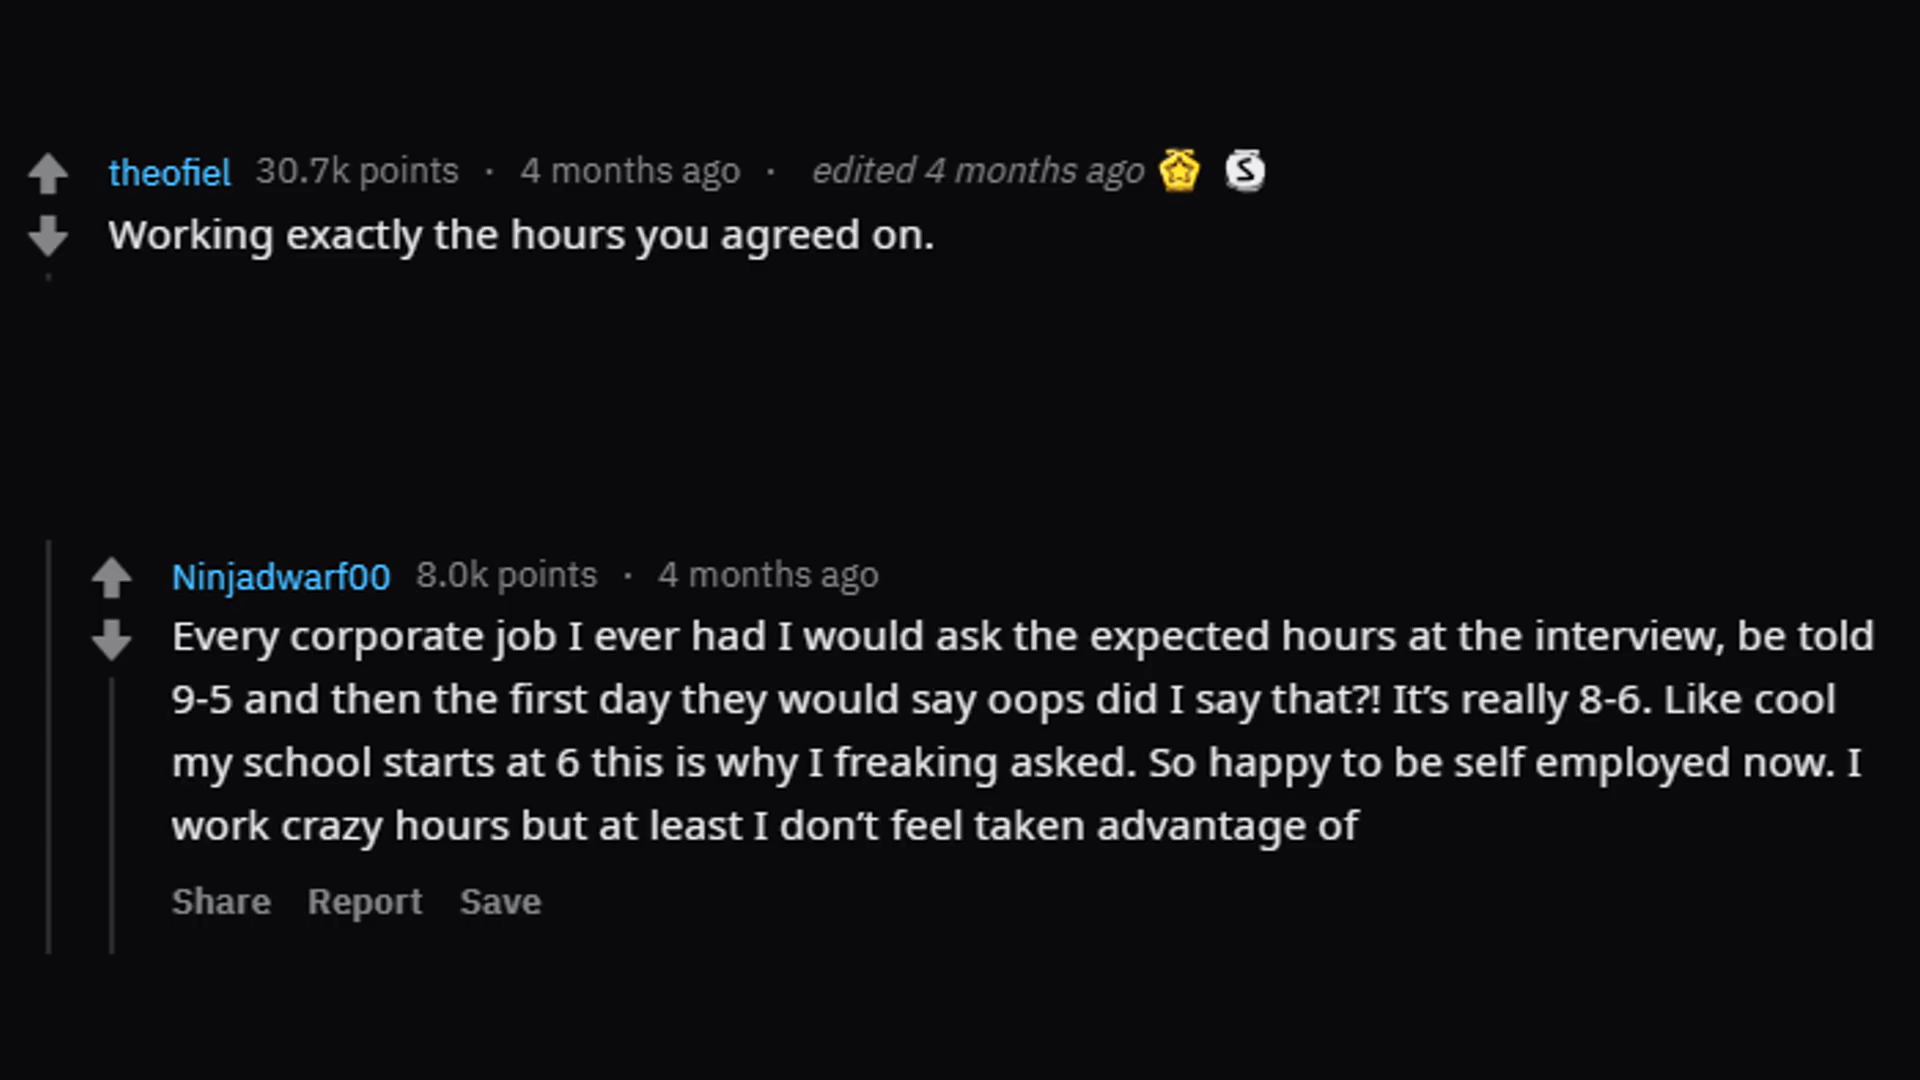 theofiel 30.7k points · 4 months ago · edited 4 months ago S
Working exactly the hours you agreed on.
Ninjadwarf00 8.0k points · 4 months ago
Every corporate job I ever had I would ask the expected hours at the interview, be told
9-5 and then the first day they would say oops did I say that?! It’s really 8-6. Like cool
my school starts at 6 this is why I freaking asked. So happy to be self employed now. I
work crazy hours but at least I don’t feel taken advantage of
Share Report Save